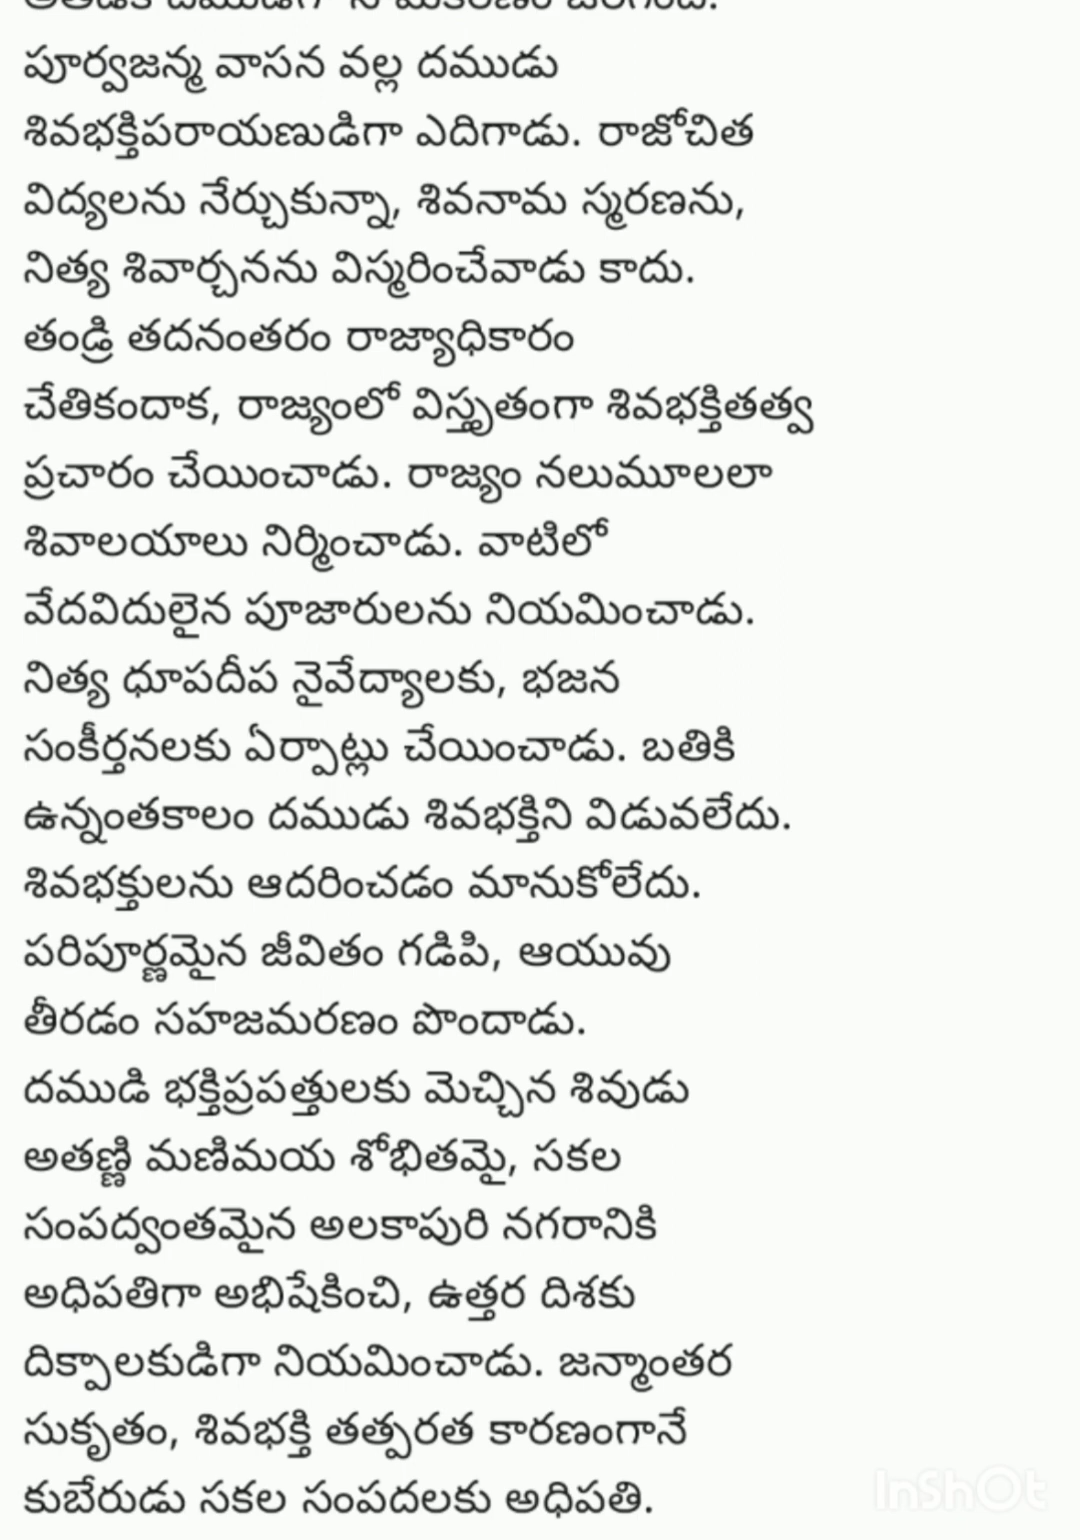 పూర్వజన్మ వాసన వల్ల దముడు
శివభక్తిపరాయణుడిగా ఎదిగాడు. రాజోచిత
విద్యలను నేర్చుకున్నా, శివనామ స్మరణను,
నిత్య శివార్చనను విస్మరించేవాడు కాదు.
తండ్రి తదనంతరం రాజ్యాధికారం
చేతికందాక, రాజ్యంలో విస్తృతంగా శివభక్తితత్వ
ప్రచారం చేయించాడు. రాజ్యం నలుమూలలా
శివాలయాలు నిర్మించాడు. వాటిలో
వేదవిదులైన పూజారులను నియమించాడు.
నిత్య ధూపదీప నైవేద్యాలకు, భజన
సంకీర్తనలకు ఏర్పాట్లు చేయించాడు. బతికి
ఉన్నంతకాలం దముడు శివభక్తిని విడువలేదు.
శివభక్తులను ఆదరించడం మానుకోలేదు.
పరిపూర్ణమైన జీవితం గడిపి, ఆయువు
తీరడం సహజమరణం పొందాడు.
దముడి భక్తిప్రపత్తులకు మెచ్చిన శివుడు
అతణ్ణి మణిమయ శోభితమై, సకల
సంపద్వంతమైన అలకాపురి నగరానికి
అధిపతిగా అభిషేకించి, ఉత్తర దిశకు
దిక్పాలకుడిగా నియమించాడు. జన్మాంతర
సుకృతం, శివభక్తి తత్పరత కారణంగానే
కుబేరుడు సకల సంపదలకు అధిపతి.
InShOt